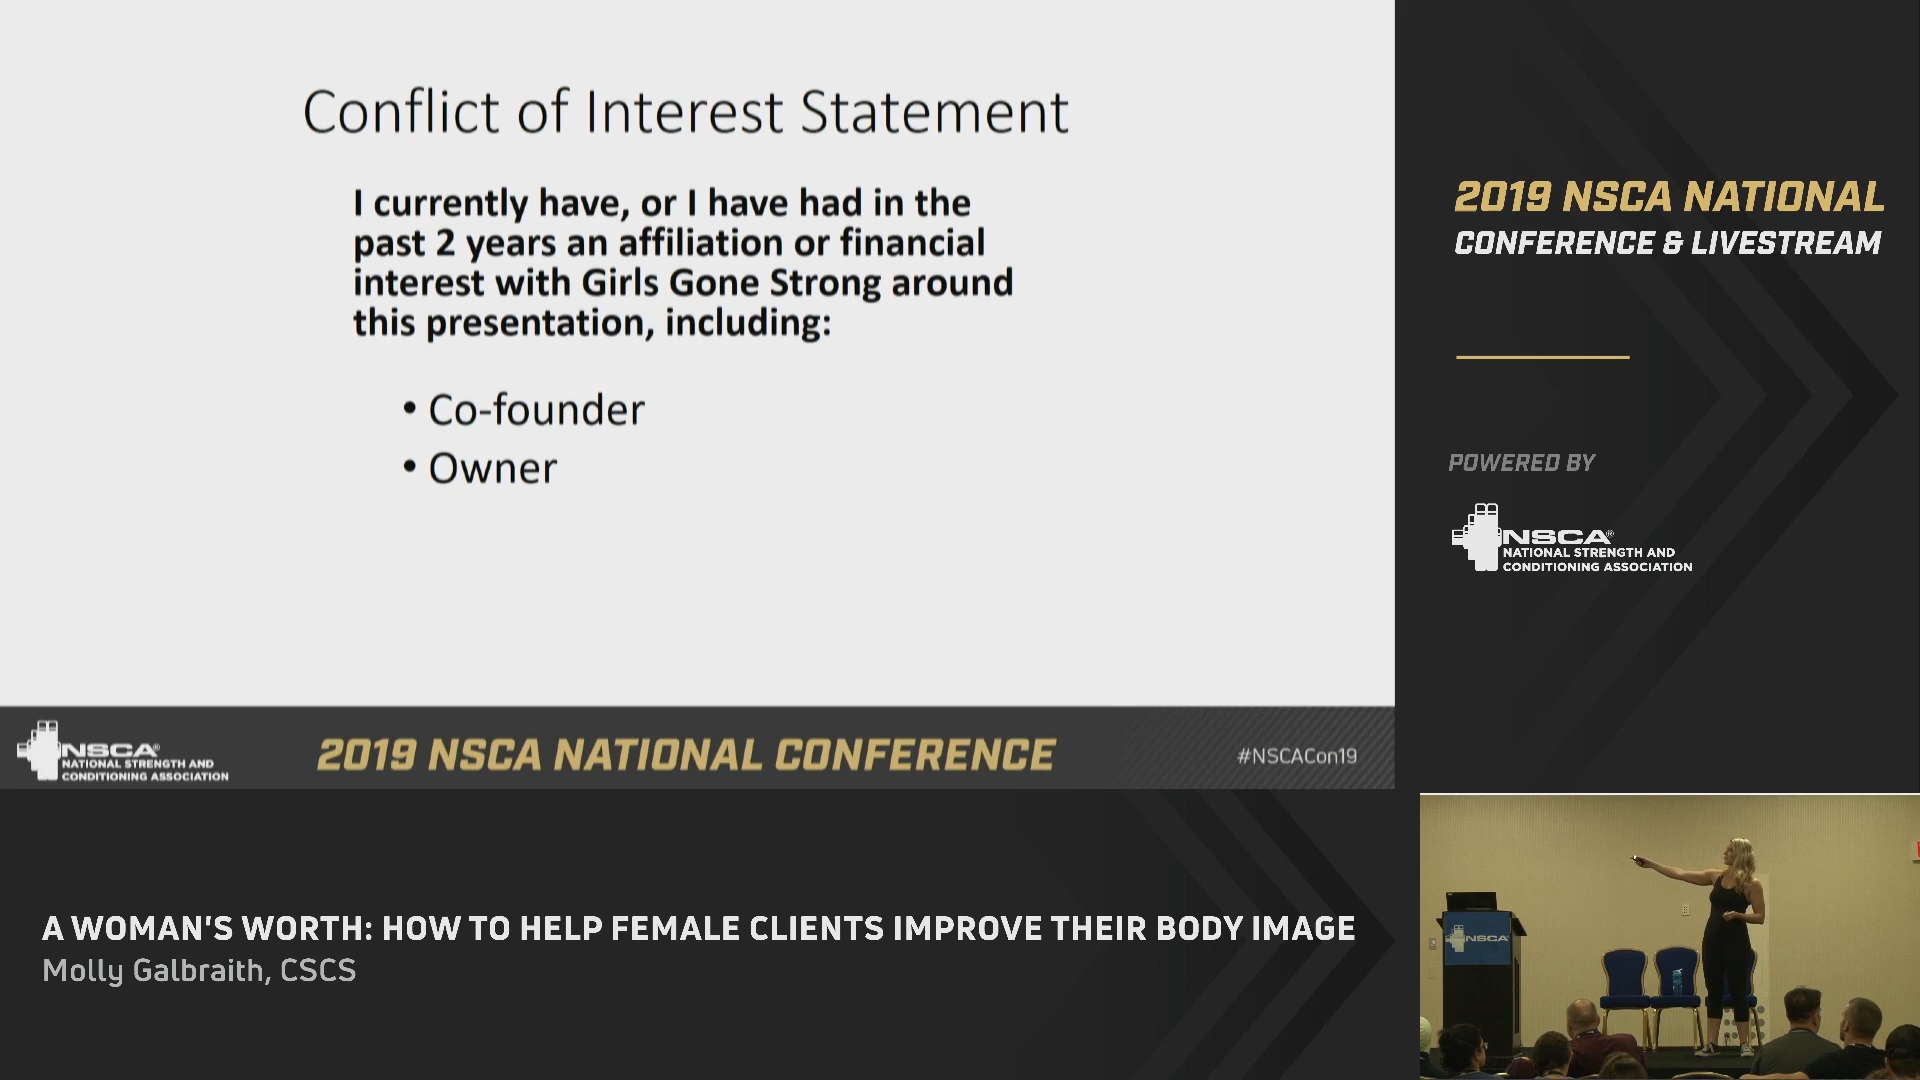 Conflict of Interest Statement
I currently have, or I have had in the
past 2 years an affiliation or financial
interest with Girls Gone Strong around
this presentation, including:
• Co-founder
• Owner
NSCA®
NATIONAL STRENGTH AND
CONDITIONING ASSOCIATION
2019 NSCA NATIONAL CONFERENCE
#NSCACon19
2019 NSCA NATIONAL
CONFERENCE & LIVESTREAM
POWERED BY
NSCA®
NATIONAL STRENGTH AND
CONDITIONING ASSOCIATION
A WOMAN'S WORTH: HOW TO HELP FEMALE CLIENTS IMPROVE THEIR BODY IMAGE
Molly Galbraith, CSCS
NSCA